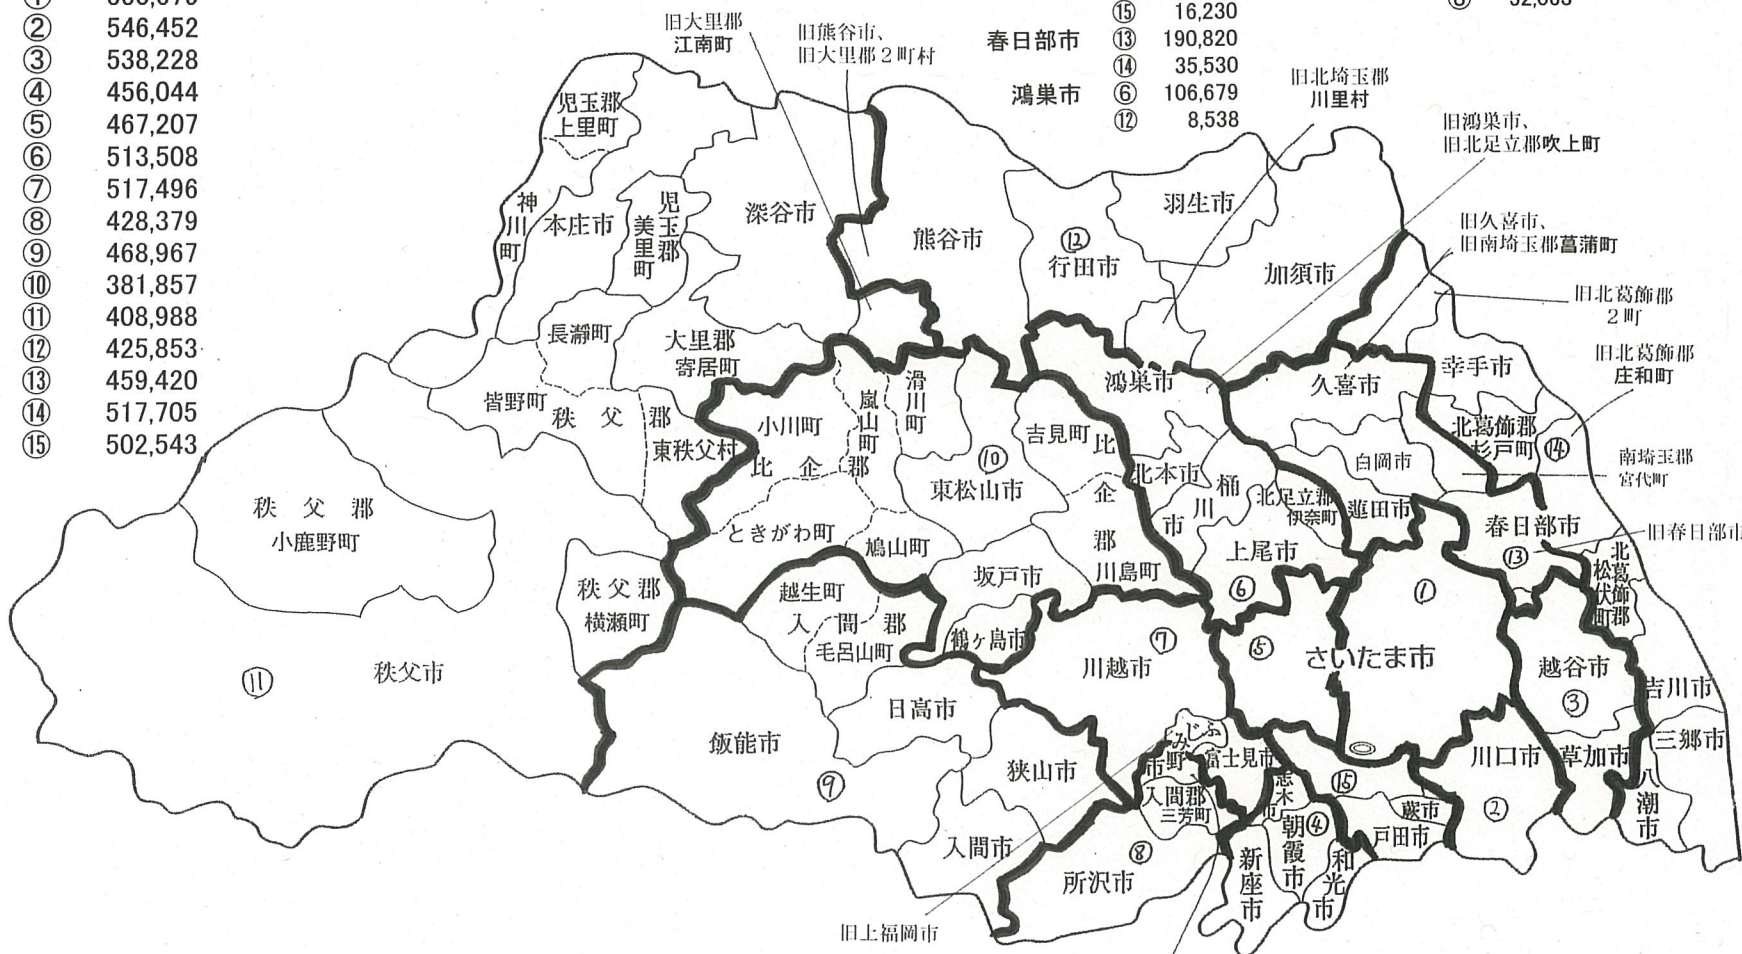 ②　546,452
③　538,228
④　456,044
⑤　467,207
⑥　513,508
⑦　517,496
⑧　428,379
⑨　468,967
⑩　381,857
⑪　408,988
⑫　425,853
⑬　459,420
⑭　517,705
⑮　502,543
⑮　16,230
春日部市　⑬　190,820
⑭　35,530
鴻巣市　⑥　106,679
⑫　8,538
旧大里郡
江南町
旧熊谷市、
旧大里郡２町村
旧北埼玉郡
川里村
旧鴻巣市、
旧北足立郡吹上町
旧久喜市、
旧南埼玉郡菖蒲町
旧北葛飾郡
２町
旧北葛飾郡
庄和町
南埼玉郡
宮代町
旧春日部市
児玉郡
上里町
神川町
本庄市
児玉郡
美里町
深谷市
熊谷市
⑫
行田市
羽生市
加須市
長瀞町
大里郡
寄居町
皆野町
秩父郡
東秩父村
小川町
嵐山町
滑川町
比企郡
⑩
東松山市
吉見町
比企郡
鴻巣市
久喜市
幸手市
北葛飾郡
杉戸町
⑭
白岡市
北本市
桶川市
北足立郡
伊奈町
蓮田市
春日部市
⑬
秩父郡
小鹿野町
ときがわ町
鳩山町
川島町
上尾市
⑥
①
北葛飾郡
松伏町
秩父郡
横瀬町
越生町
入間郡
毛呂山町
坂戸市
鶴ヶ島市
川越市
⑦
⑤
さいたま市
越谷市
③
吉川市
⑪
秩父市
飯能市
⑨
日高市
狭山市
ふじみ野市
富士見市
志木市
⑮
川口市
②
草加市
三郷市
八潮市
入間郡
三芳町
蕨市
戸田市
入間市
⑧
所沢市
新座市
朝霞市
④
和光市
旧上福岡市